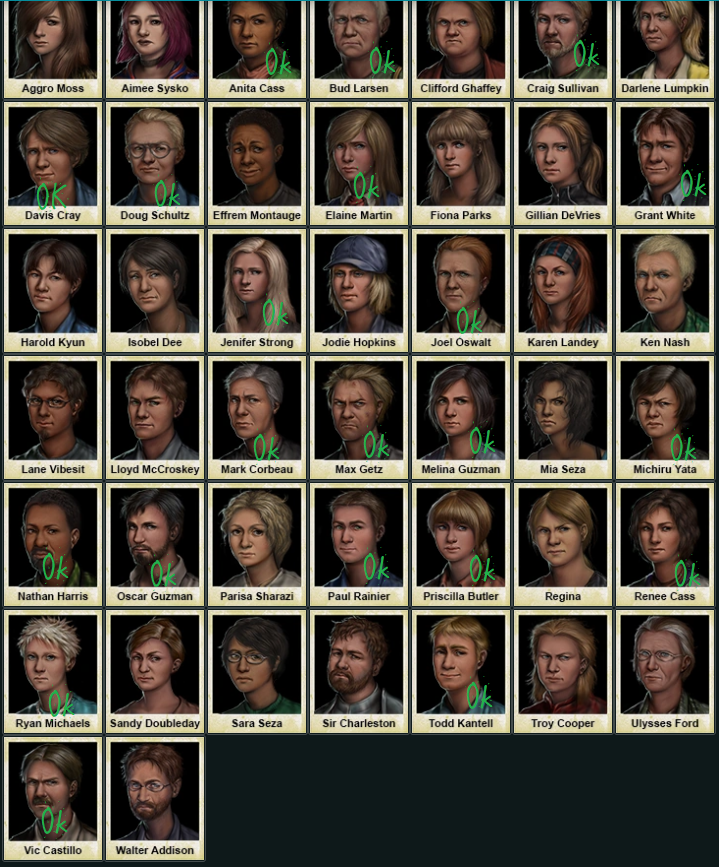 Ok Ok Ok
Aggro Moss Aimee Sysko Anita Cass Bud Larsen Clifford Ghaffey Craig Sullivan Darlene Lumpkin
OK Ok Ok Ok
Davis Cray Doug Schultz Effrem Montauge Elaine Martin Fiona Parks Gillian DeVries Grant White
Ok Ok
Harold Kyun Isobel Dee Jenifer Strong Jodie Hopkins Joel Oswalt Karen Landey Ken Nash
Ok Ok Ok Ok
Lane Vibesit Lloyd McCroskey Mark Corbeau Max Getz Melina Guzman Mia Seza Michiru Yata
Ok Ok Ok Ok Ok
Nathan Harris Oscar Guzman Parisa Sharazi Paul Rainier Priscilla Butler Regina Renee Cass
Ok Ok
Ryan Michaels Sandy Doubleday Sara Seza Sir Charleston Todd Kantell Troy Cooper Ulysses Ford
Ok
Vic Castillo Walter Addison